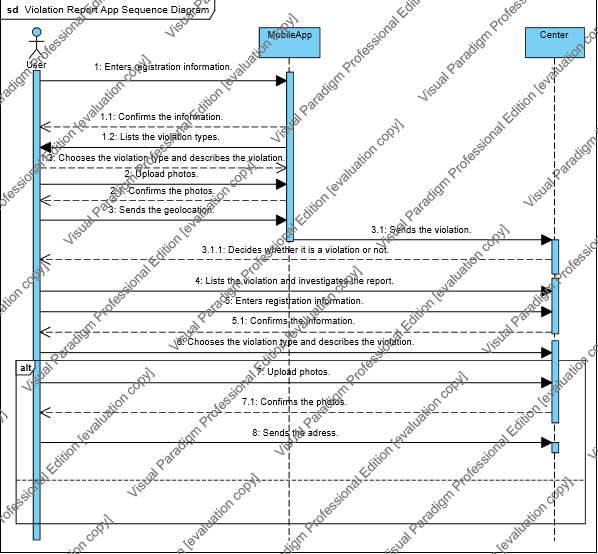 sd Violation Report App Sequence Diagram
User
MobileApp
Center
1: Enters registration information.
1.1: Confirms the information.
1.2: Lists the violation types.
1.3: Chooses the violation type and describes the violation.
2: Upload photos.
2.1: Confirms the photos.
3: Sends the geolocation.
3.1: Sends the violation.
3.1.1: Decides whether it is a violation or not.
4: Lists the violation and investigates the report.
5: Enters registration information.
5.1: Confirms the information.
6: Chooses the violation type and describes the violation.
alt
7: Upload photos.
7.1: Confirms the photos.
8: Sends the adress.
Visual Paradigm Professional Edition [evaluation copy]